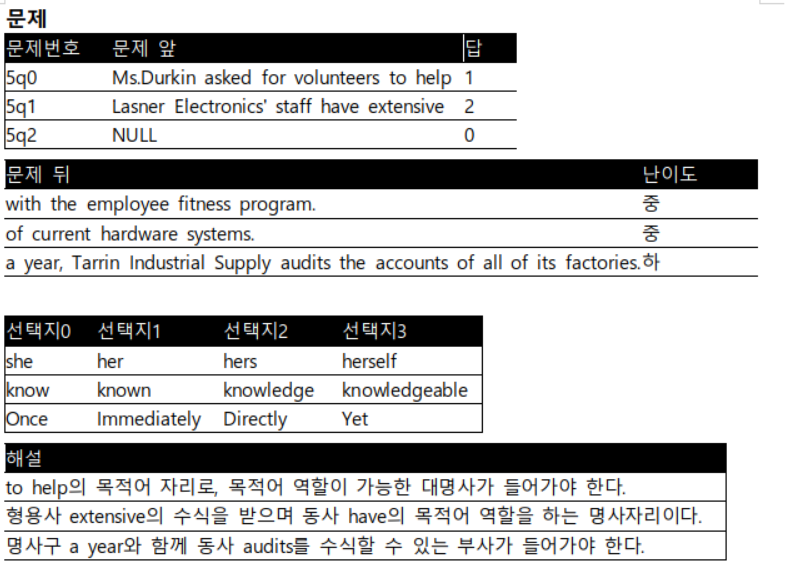 문제
문제번호 문제 앞 답
5q0 Ms.Durkin asked for volunteers to help 1
5q1 Lasner Electronics' staff have extensive 2
5q2 NULL 0
문제 뒤 난이도
with the employee fitness program. 중
of current hardware systems. 중
a year, Tarrin Industrial Supply audits the accounts of all of its factories. 하
선택지0 선택지1 선택지2 선택지3
she her hers herself
know known knowledge knowledgeable
Once Immediately Directly Yet
해설
to help의 목적어 자리로, 목적어 역할이 가능한 대명사가 들어가야 한다.
형용사 extensive의 수식을 받으며 동사 have의 목적어 역할을 하는 명사자리이다.
명사구 a year와 함께 동사 audits를 수식할 수 있는 부사가 들어가야 한다.